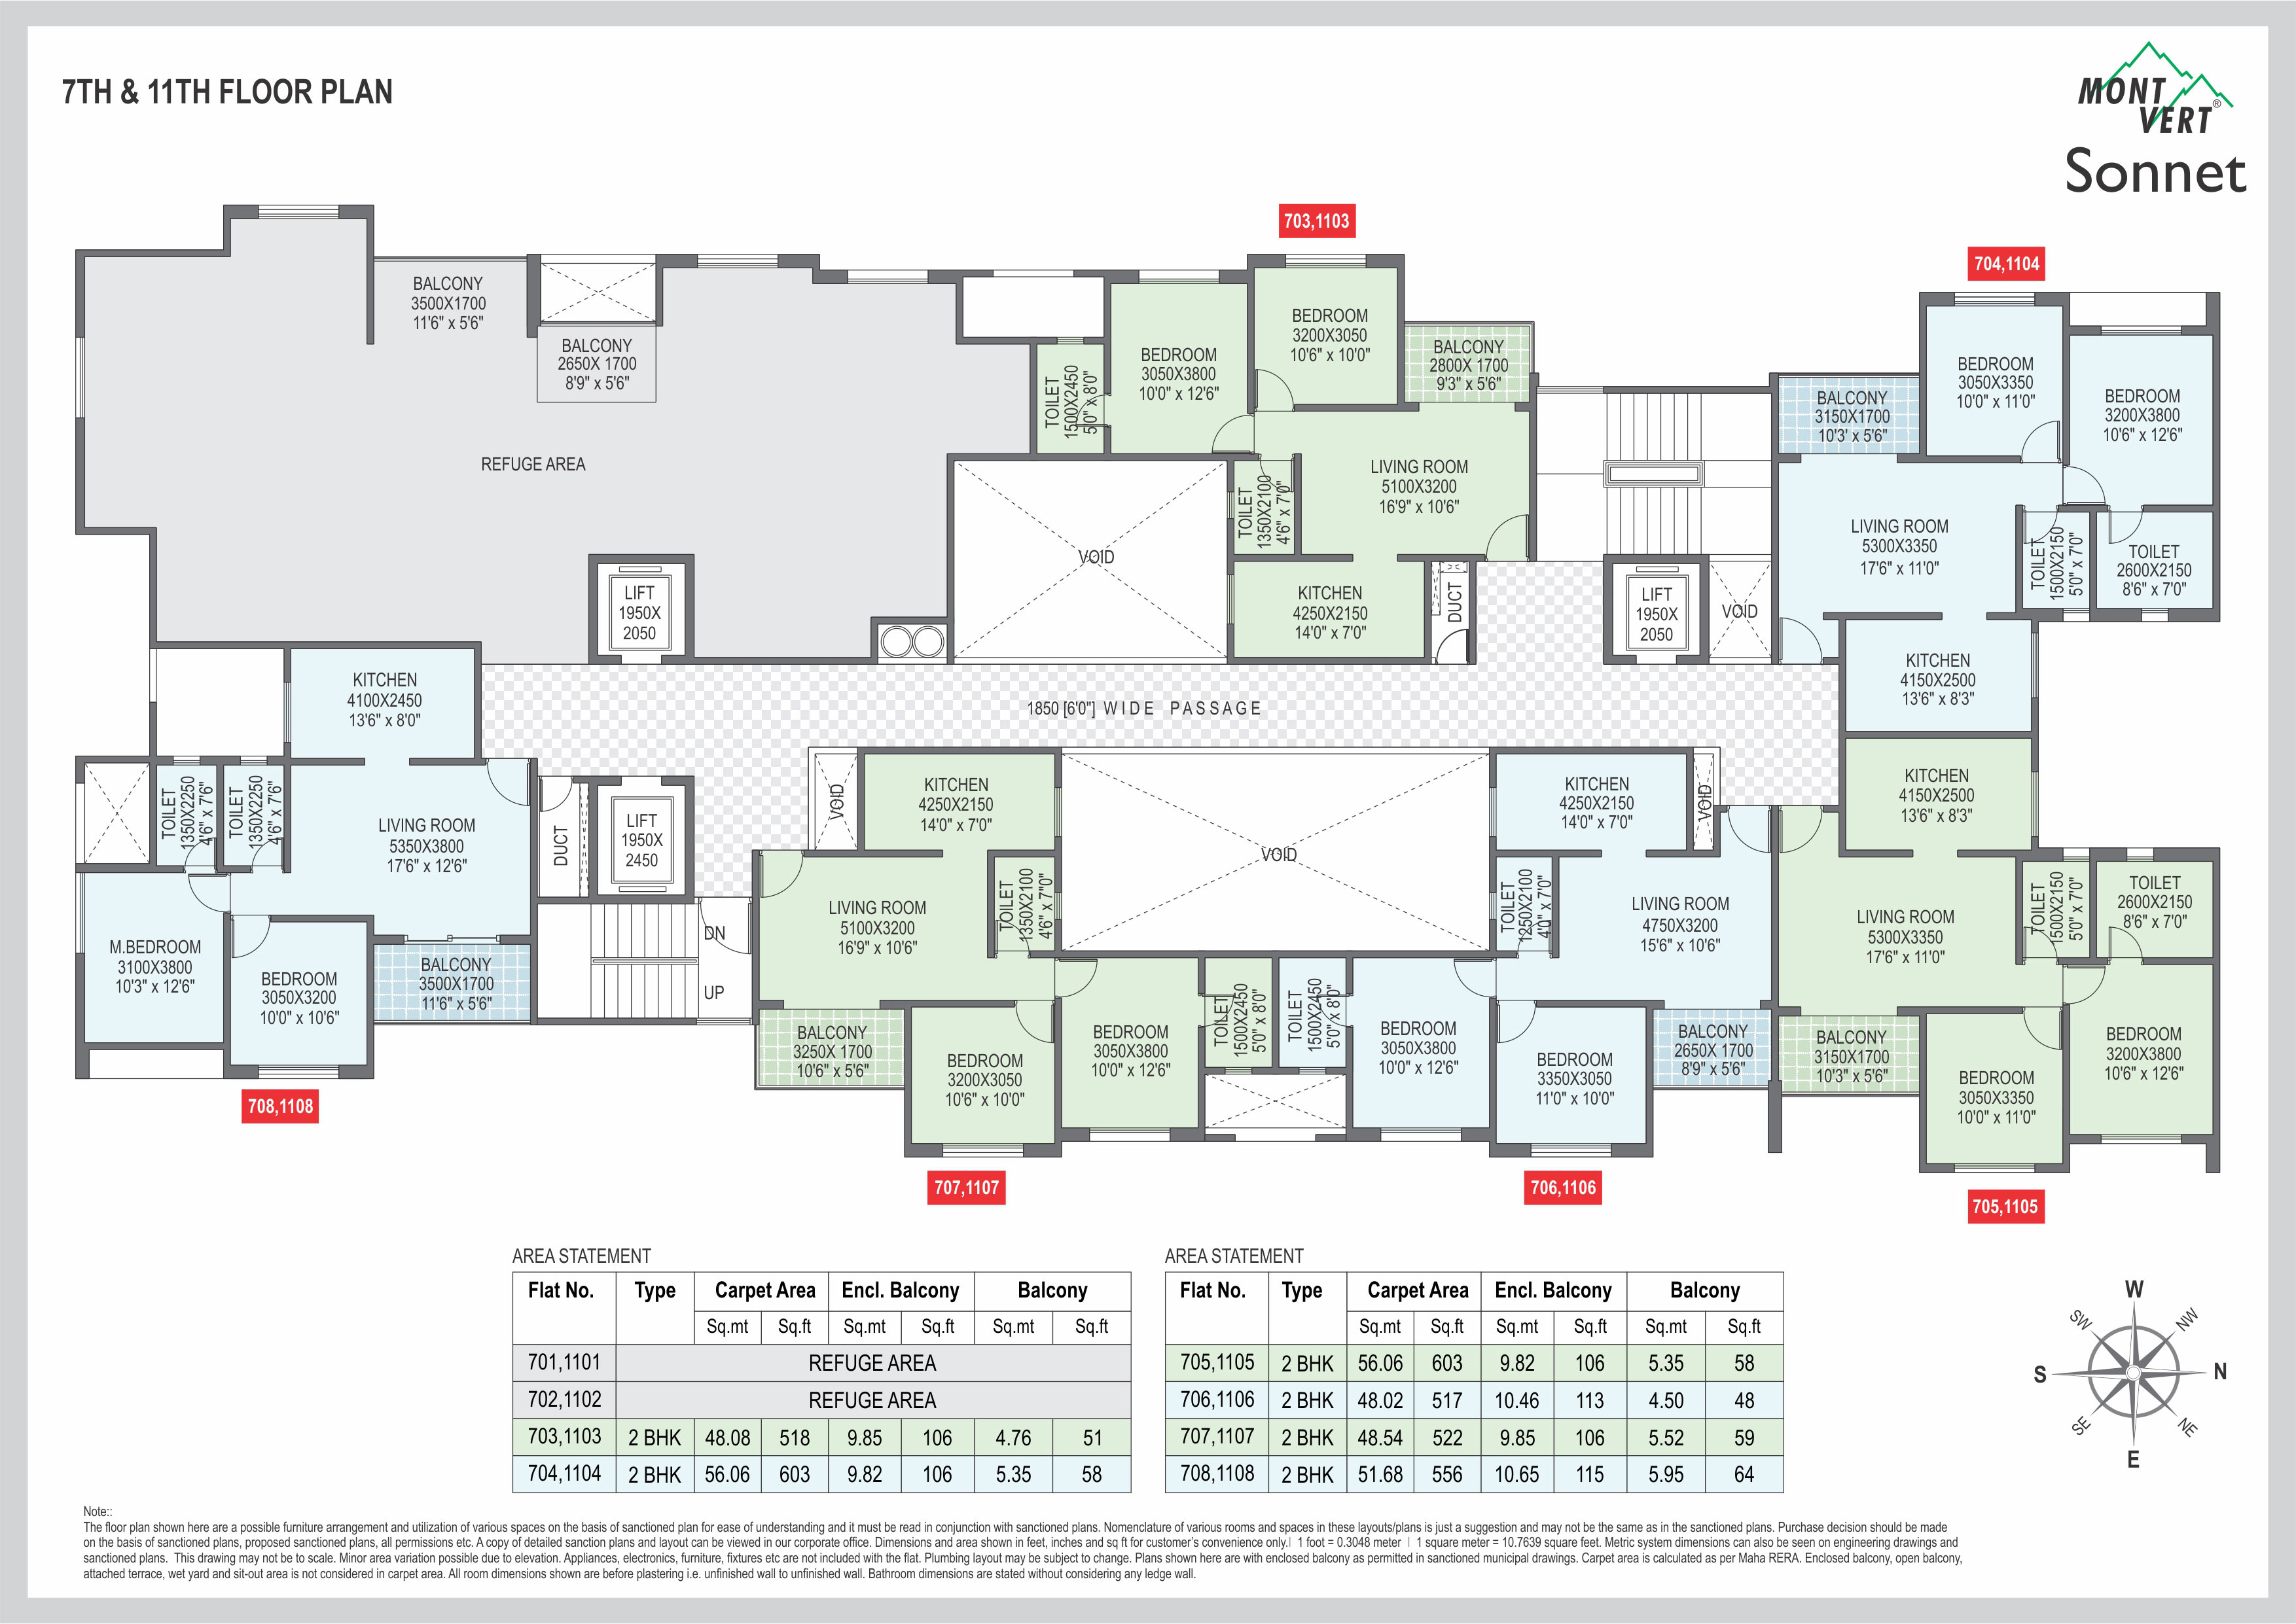 7TH & 11TH FLOOR PLAN
MONT
VERT®
Sonnet
703,1103
704,1104
BALCONY
3500X1700
11'6" x 5'6"
BALCONY
2650X 1700
8'9" x 5'6"
REFUGE AREA
TOILET
1500X2450
5'0" x 8'0"
BEDROOM
3050X3800
10'0" x 12'6"
BEDROOM
3200X3050
10'6" x 10'0"
BALCONY
2800X 1700
9'3" x 5'6"
LIVING ROOM
5100X3200
16'9" x 10'6"
TOILET
1350X2100
4'6" x 7'0"
VOID
KITCHEN
4250X2150
14'0" x 7'0"
DUCT
LIFT
1950X
2050
LIFT
1950X
2050
VOID
BALCONY
3150X1700
10'3' x 5'6"
BEDROOM
3050X3350
10'0" x 11'0"
BEDROOM
3200X3800
10'6" x 12'6"
LIVING ROOM
5300X3350
17'6" x 11'0"
TOILET
1500X2150
5'0" x 7'0"
TOILET
2600X2150
8'6" x 7'0"
KITCHEN
4150X2500
13'6" x 8'3"
1850 [6'0"] WIDE PASSAGE
KITCHEN
4100X2450
13'6" x 8'0"
TOILET
1350X2250
4'6" x 7'6"
TOILET
1350X2250
4'6" x 7'6"
LIVING ROOM
5350X3800
17'6" x 12'6"
DUCT
LIFT
1950X
2450
M.BEDROOM
3100X3800
10'3" x 12'6"
BEDROOM
3050X3200
10'0" x 10'6"
BALCONY
3500X1700
11'6" x 5'6"
DN
UP
708,1108
VOID
KITCHEN
4250X2150
14'0" x 7'0"
LIVING ROOM
5100X3200
16'9" x 10'6"
TOILET
1350X2100
4'6" x 7'0"
BALCONY
3250X 1700
10'6" x 5'6"
BEDROOM
3200X3050
10'6" x 10'0"
BEDROOM
3050X3800
10'0" x 12'6"
TOILET
1500X2450
5'0" x 8'0"
707,1107
VOID
KITCHEN
4250X2150
14'0" x 7'0"
VOID
TOILET
1250X2100
4'0" x 7'0"
LIVING ROOM
4750X3200
15'6" x 10'6"
TOILET
1500X2450
5'0" x 8'0"
BEDROOM
3050X3800
10'0" x 12'6"
BEDROOM
3350X3050
11'0" x 10'0"
BALCONY
2650X 1700
8'9" x 5'6"
706,1106
KITCHEN
4150X2500
13'6" x 8'3"
LIVING ROOM
5300X3350
17'6" x 11'0"
TOILET
1500X2150
5'0" x 7'0"
TOILET
2600X2150
8'6" x 7'0"
BALCONY
3150X1700
10'3" x 5'6"
BEDROOM
3050X3350
10'0" x 11'0"
BEDROOM
3200X3800
10'6" x 12'6"
705,1105
AREA STATEMENT
Flat No. Type Carpet Area Encl. Balcony Balcony
Sq.mt Sq.ft Sq.mt Sq.ft Sq.mt Sq.ft
701,1101 REFUGE AREA
702,1102 REFUGE AREA
703,1103 2 BHK 48.08 518 9.85 106 4.76 51
704,1104 2 BHK 56.06 603 9.82 106 5.35 58
AREA STATEMENT
Flat No. Type Carpet Area Encl. Balcony Balcony
Sq.mt Sq.ft Sq.mt Sq.ft Sq.mt Sq.ft
705,1105 2 BHK 56.06 603 9.82 106 5.35 58
706,1106 2 BHK 48.02 517 10.46 113 4.50 48
707,1107 2 BHK 48.54 522 9.85 106 5.52 59
708,1108 2 BHK 51.68 556 10.65 115 5.95 64
W
SW NW
S N
SE NE
E
Note::
The floor plan shown here are a possible furniture arrangement and utilization of various spaces on the basis of sanctioned plan for ease of understanding and it must be read in conjunction with sanctioned plans. Nomenclature of various rooms and spaces in these layouts/plans is just a suggestion and may not be the same as in the sanctioned plans. Purchase decision should be made
on the basis of sanctioned plans, proposed sanctioned plans, all permissions etc. A copy of detailed sanction plans and layout can be viewed in our corporate office. Dimensions and area shown in feet, inches and sq ft for customer's convenience only.| 1 foot = 0.3048 meter | 1 square meter = 10.7639 square feet. Metric system dimensions can also be seen on engineering drawings and
sanctioned plans. This drawing may not be to scale. Minor area variation possible due to elevation. Appliances, electronics, furniture, fixtures etc are not included with the flat. Plumbing layout may be subject to change. Plans shown here are with enclosed balcony as permitted in sanctioned municipal drawings. Carpet area is calculated as per Maha RERA. Enclosed balcony, open balcony,
attached terrace, wet yard and sit-out area is not considered in carpet area. All room dimensions shown are before plastering i.e. unfinished wall to unfinished wall. Bathroom dimensions are stated without considering any ledge wall.